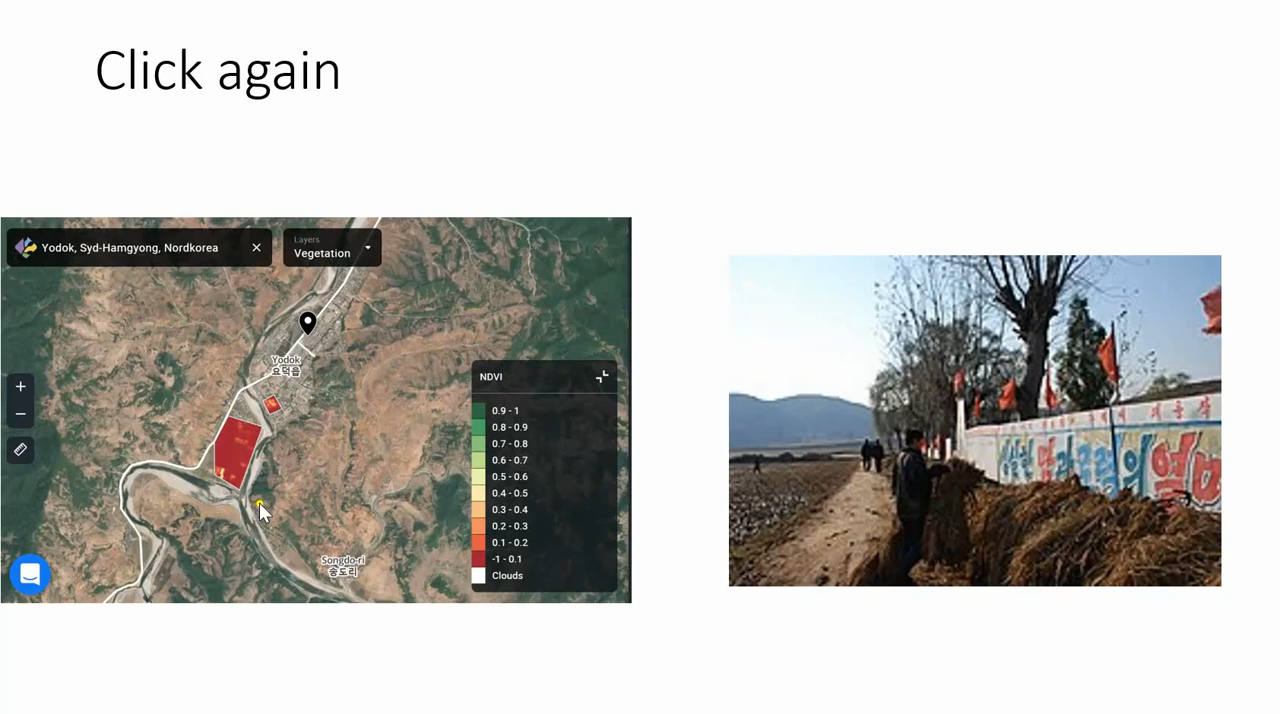 Click again
Yodok, Syd-Hamgyong, Nordkorea
Layers
Vegetation
Yodok
요덕읍
NDVI
0.9 - 1
0.8 - 0.9
0.7 - 0.8
0.6 - 0.7
0.5 - 0.6
0.4 - 0.5
0.3 - 0.4
0.2 - 0.3
0.1 - 0.2
-1 - 0.1
Clouds
Songdo-ri
송도리